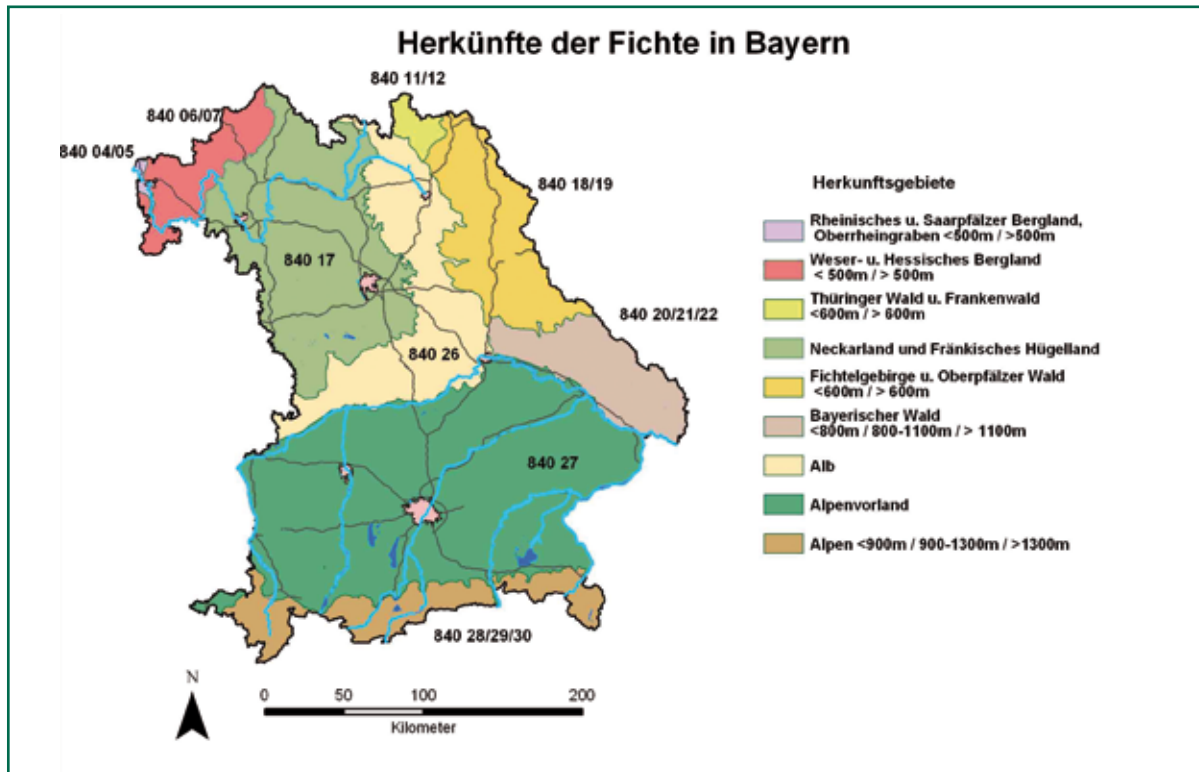 Herkünfte der Fichte in Bayern
840 11/12
840 06/07
840 04/05
840 18/19
840 17
840 20/21/22
840 26
840 27
840 28/29/30
Herkunftsgebiete
Rheinisches u. Saarpfälzer Bergland,
Oberrheingraben <500m / >500m
Weser- u. Hessisches Bergland
< 500m / > 500m
Thüringer Wald u. Frankenwald
<600m / > 600m
Neckarland und Fränkisches Hügelland
Fichtelgebirge u. Oberpfälzer Wald
<600m / > 600m
Bayerischer Wald
<800m / 800-1100m / > 1100m
Alb
Alpenvorland
Alpen <900m / 900-1300m / >1300m
N
0 50 100 200
Kilometer